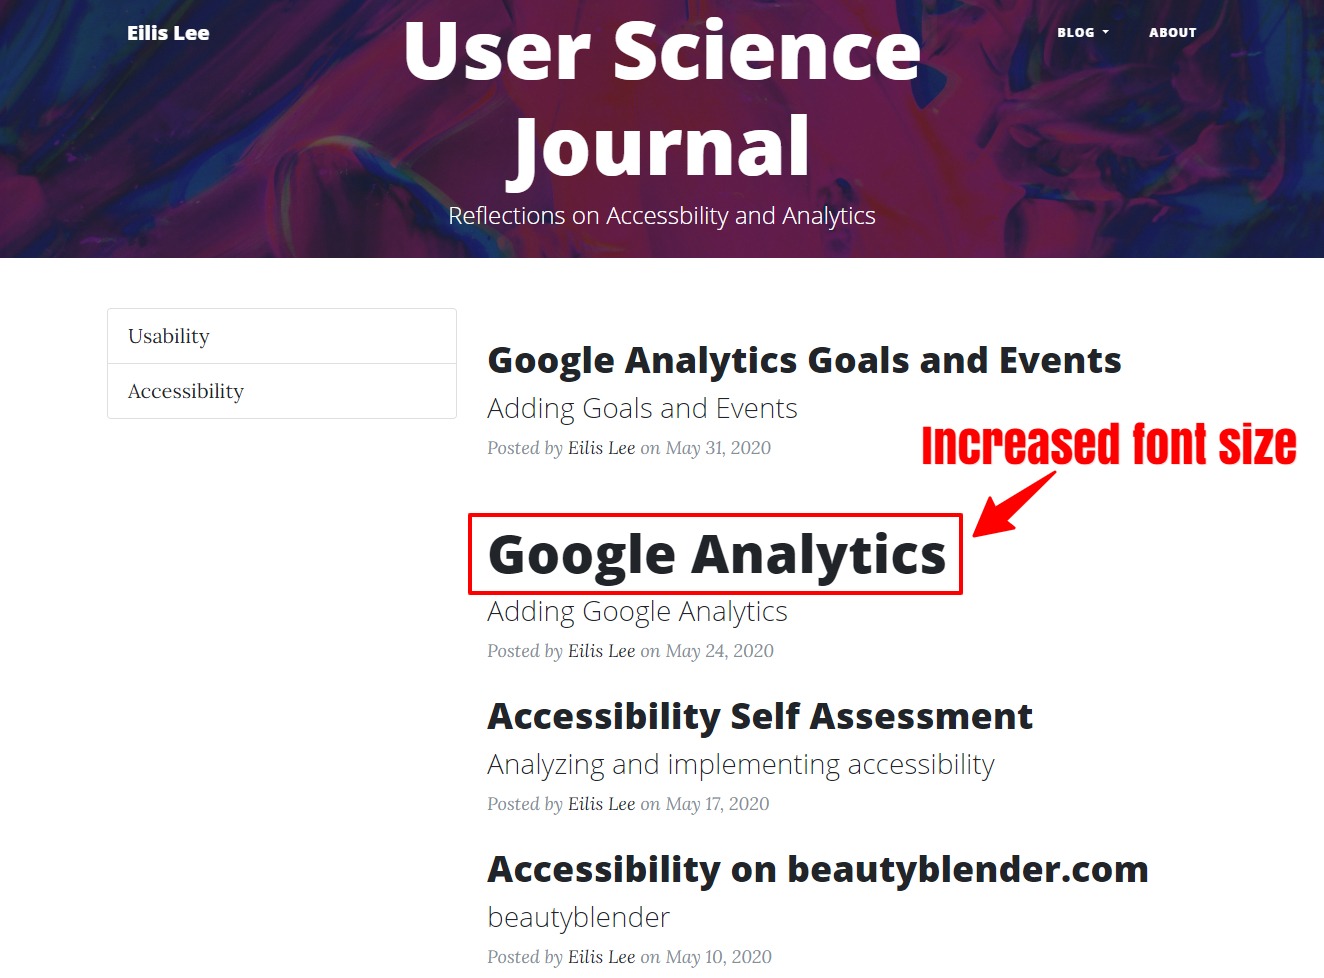 Eilis Lee
BLOG
ABOUT
User Science
Journal
Reflections on Accessbility and Analytics
Usability
Accessibility
Google Analytics Goals and Events
Adding Goals and Events
Posted by Eilis Lee on May 31, 2020
Increased font size
Google Analytics
Adding Google Analytics
Posted by Eilis Lee on May 24, 2020
Accessibility Self Assessment
Analyzing and implementing accessibility
Posted by Eilis Lee on May 17, 2020
Accessibility on beautyblender.com
beautyblender
Posted by Eilis Lee on May 10, 2020